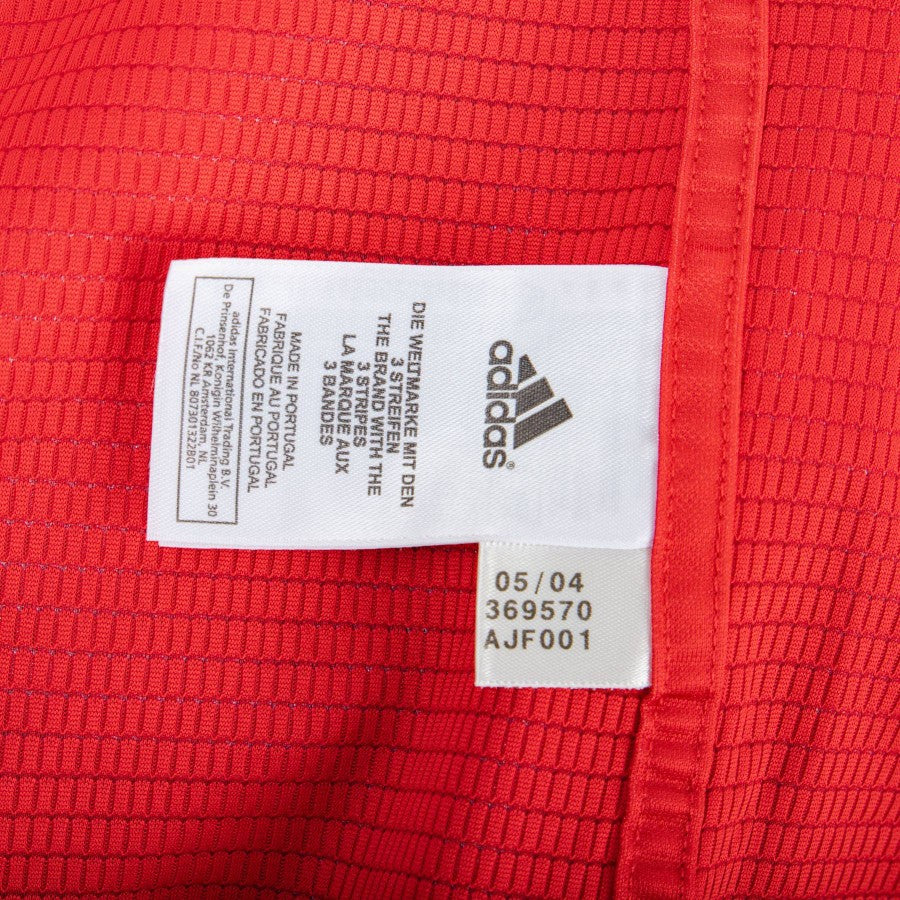 adidas®
DIE WELTMARKE MIT DEN
3 STREIFEN
THE BRAND WITH THE
3 STRIPES
LA MARQUE AUX
3 BANDES
MADE IN PORTUGAL
FABRIQUE AU PORTUGAL
FABRICADO EN PORTUGAL
adidas International Trading B.V.
De Prinsenhof, Konigin Wilhelminaplein 30
1062 KR Amsterdam, NL
C.I.F./No NL 807301322B01
05/04
369570
AJF001